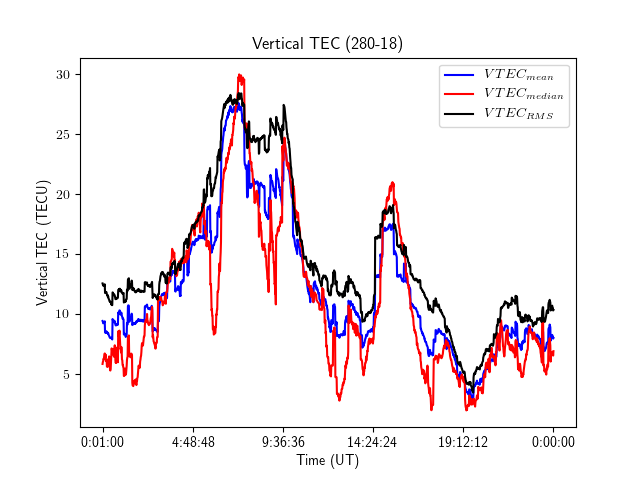 Vertical TEC (280-18)
VTEC_mean
VTEC_median
VTEC_RMS
30
25
20
15
10
5
Vertical TEC (TECU)
0:01:00 4:48:48 9:36:36 14:24:24 19:12:12 0:00:00
Time (UT)